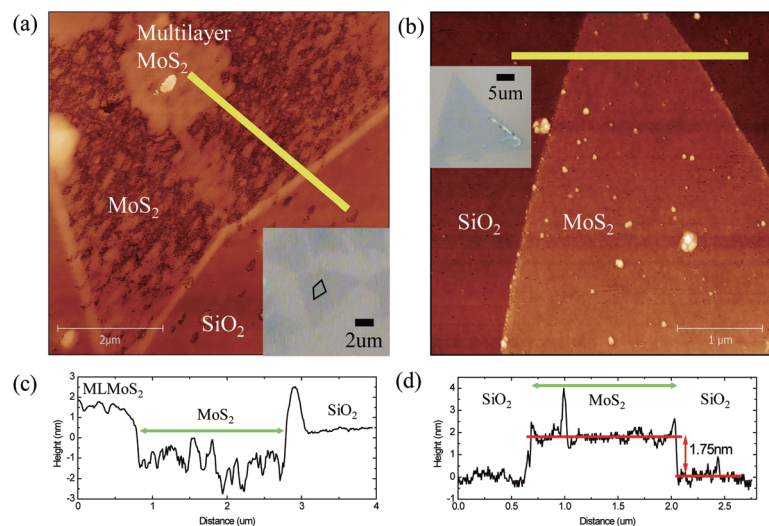 (a)
Multilayer
MoS2
MoS2
SiO2
2μm
2um
(b)
5um
SiO2
MoS2
1 μm
(c)
MLMoS2
MoS2
SiO2
Height (nm)
3
2
1
0
-1
-2
-3
0
1
2
3
4
Distance (um)
(d)
SiO2
MoS2
SiO2
1.75nm
Height (nm)
5
4
3
2
1
0
-1
0.0
0.5
1.0
1.5
2.0
2.5
Distance (um)